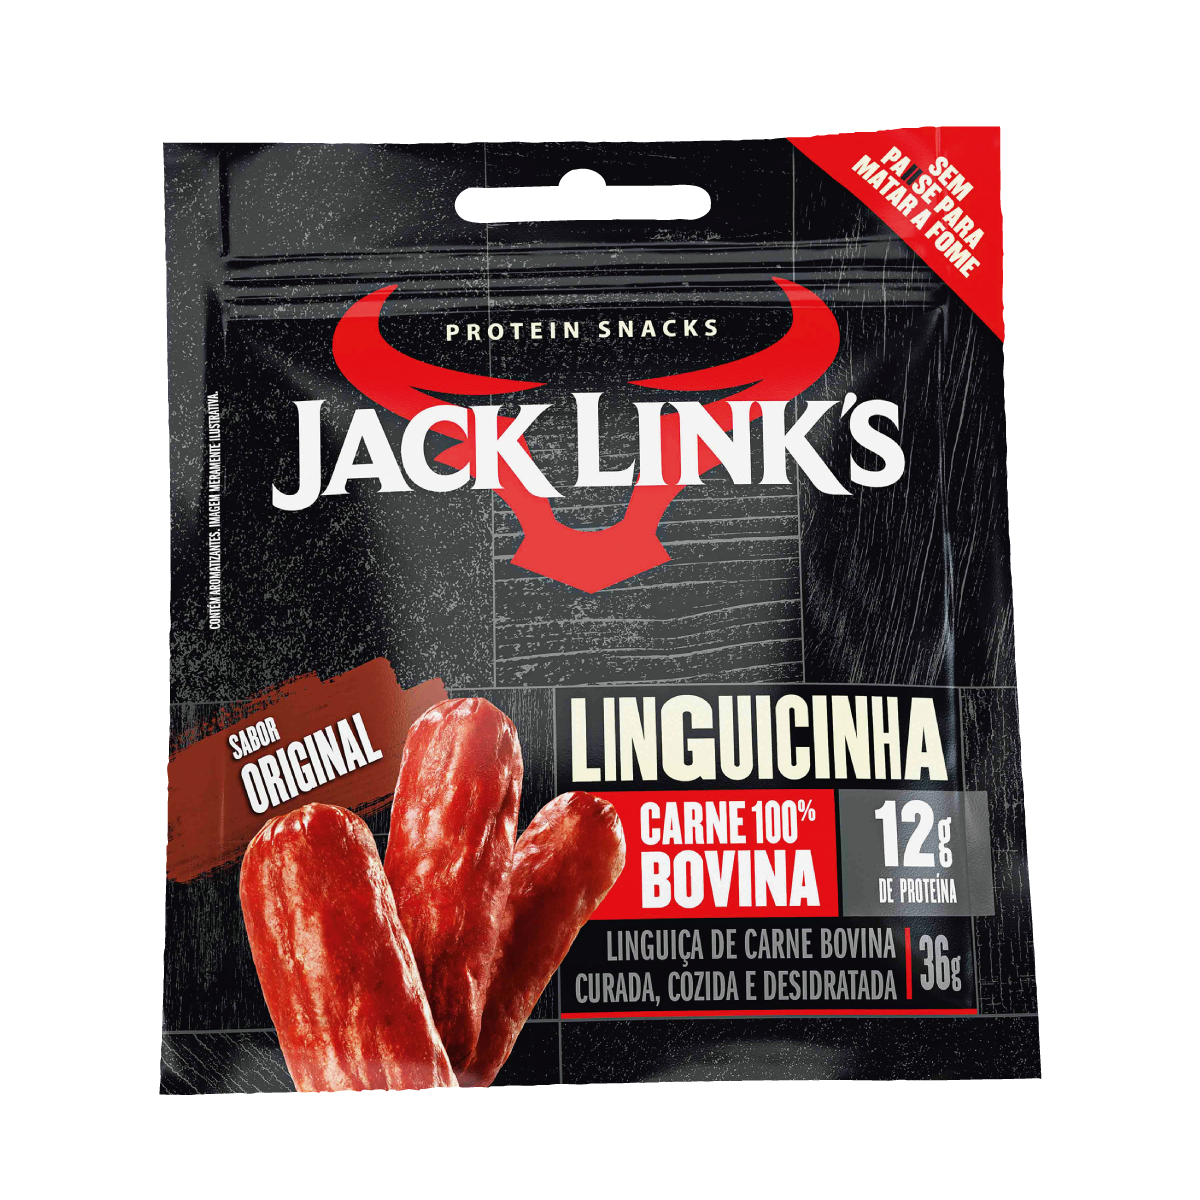 SEM
PAUSE PARA
MATAR A FOME
PROTEIN SNACKS
JACK LINK'S
CONTÉM AROMATIZANTES. IMAGEM MERAMENTE ILUSTRATIVA.
SABOR
ORIGINAL
LINGUICINHA
CARNE 100%
BOVINA
12g
DE PROTEÍNA
LINGUIÇA DE CARNE BOVINA
CURADA, COZIDA E DESIDRATADA
36g